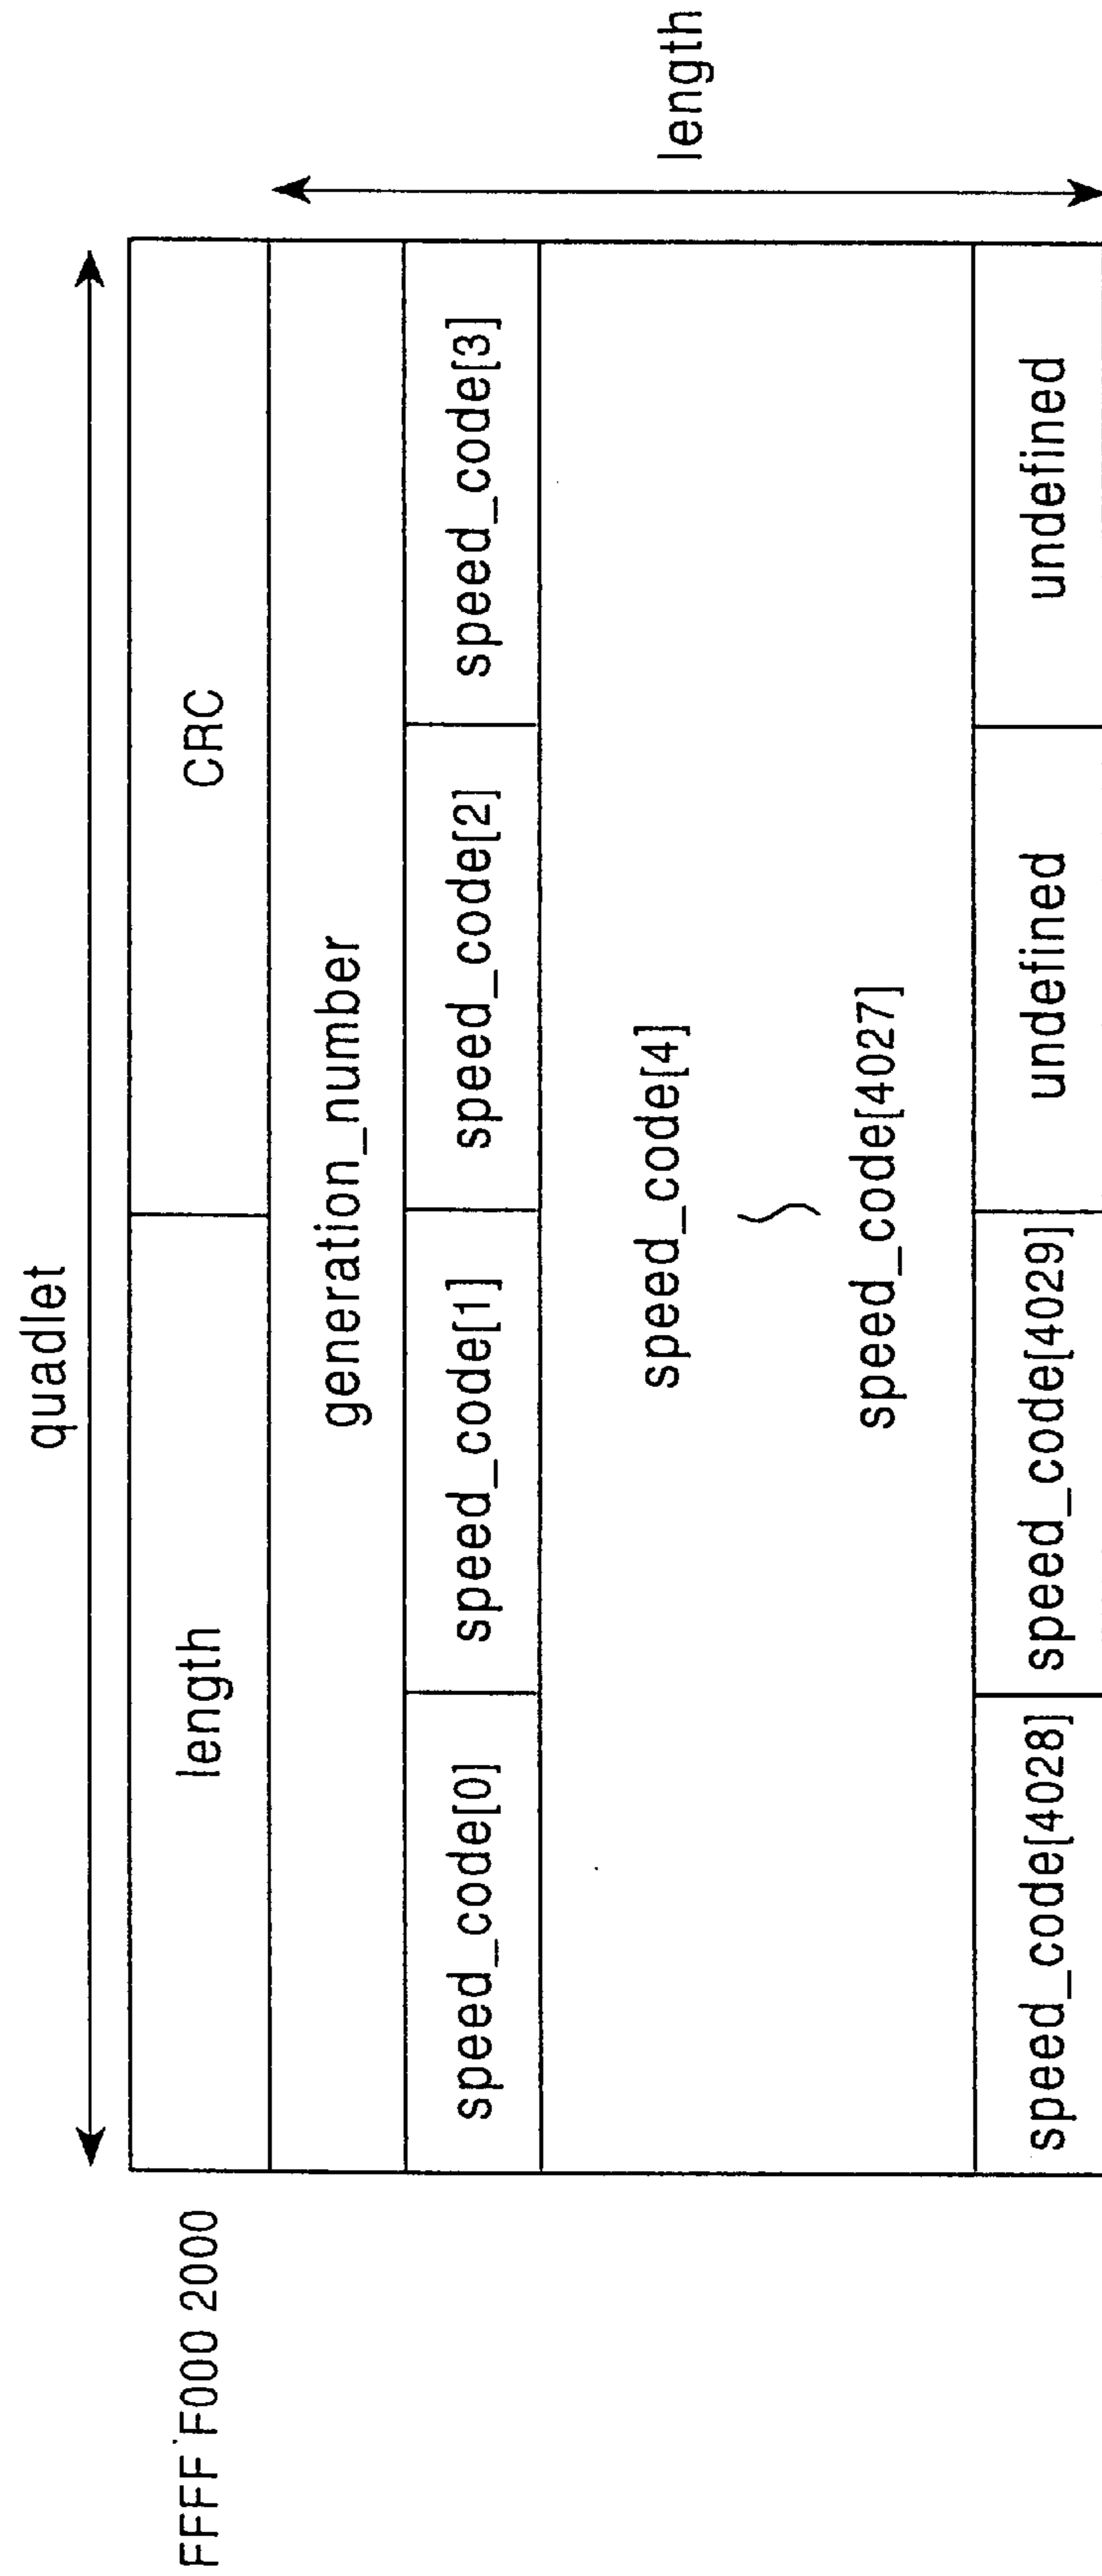 quadlet
FFFF F000 2000
length
CRC
generation_number
speed_code[0]
speed_code[1]
speed_code[2]
speed_code[3]
speed_code[4]
speed_code[4027]
speed_code[4028]
speed_code[4029]
undefined
undefined
length